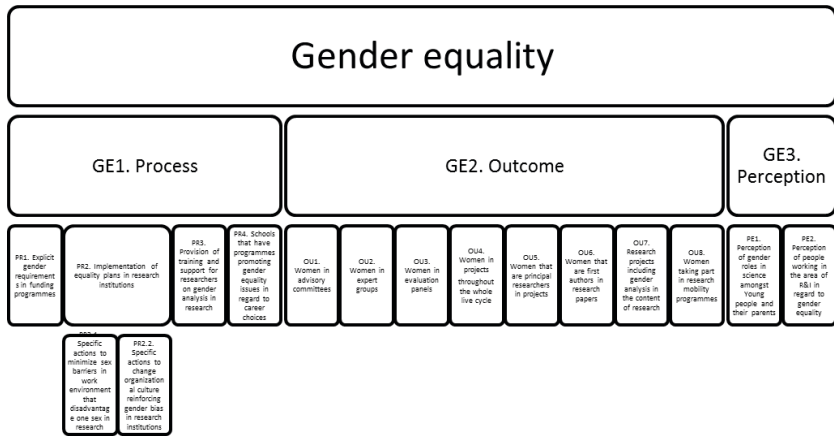 Gender equality
GE1. Process
GE2. Outcome
GE3.
Perception
PR1. Explicit
gender
requirement
s in funding
programmes
PR2. Implementation of
equality plans in research
institutions
PR3.
Provision of
training and
support for
researchers
on gender
analysis in
research
PR4. Schools
that have
programmes
promoting
gender
equality
issues in
regard to
career
choices
OU1.
Women in
advisory
committees
OU2.
Women in
expert
groups
OU3.
Women in
evaluation
panels
OU4.
Women in
projects
throughout
the whole
live cycle
OU5.
Women that
are principal
researchers
in projects
OU6.
Women that
are first
authors in
research
papers
OU7.
Research
projects
including
gender
analysis in
the content
of research
OU8.
Women
taking part
in research
mobility
programmes
PE1.
Perception
of gender
roles in
science
amongst
Young
people and
their parents
PE2.
Perception
of people
working in
the area of
R&I in
regard to
gender
equality
Specific
actions to
minimize sex
barriers in
work
environment
that
disadvantag
e one sex in
research
PR2.2.
Specific
actions to
change
organization
al culture
reinforcing
gender bias
in research
institutions